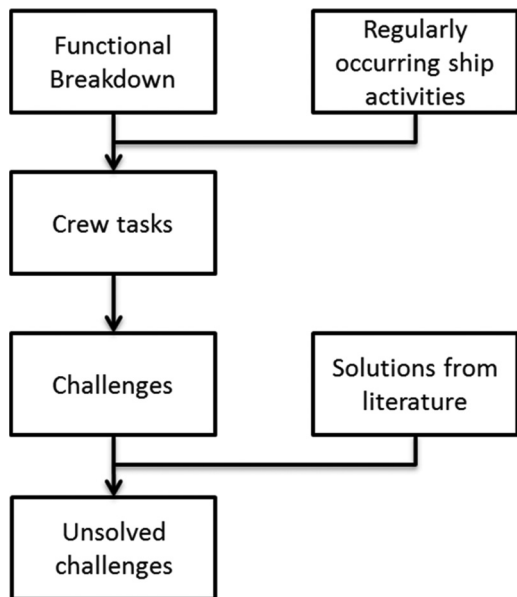 Functional
Breakdown
Regularly
occurring ship
activities
Crew tasks
Challenges
Solutions from
literature
Unsolved
challenges